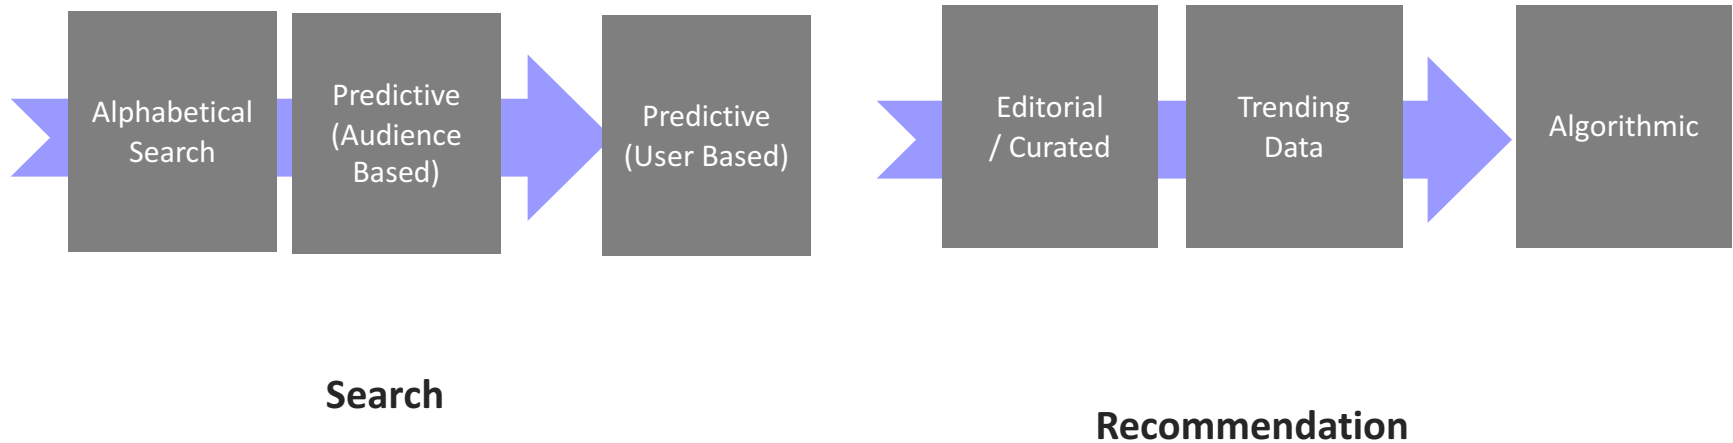 Alphabetical
Search
Predictive
(Audience
Based)
Predictive
(User Based)
Search
Editorial
/ Curated
Trending
Data
Algorithmic
Recommendation